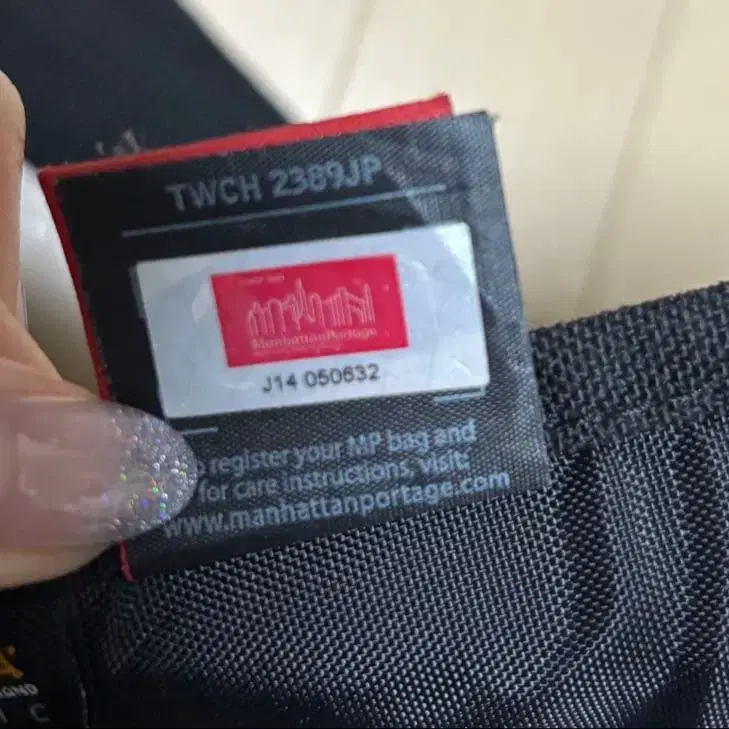 TWCH 2389JP
ManhattanPortage
J14 050632
register your MP bag and
for care instructions, visit:
www.manhattanportage.com
C